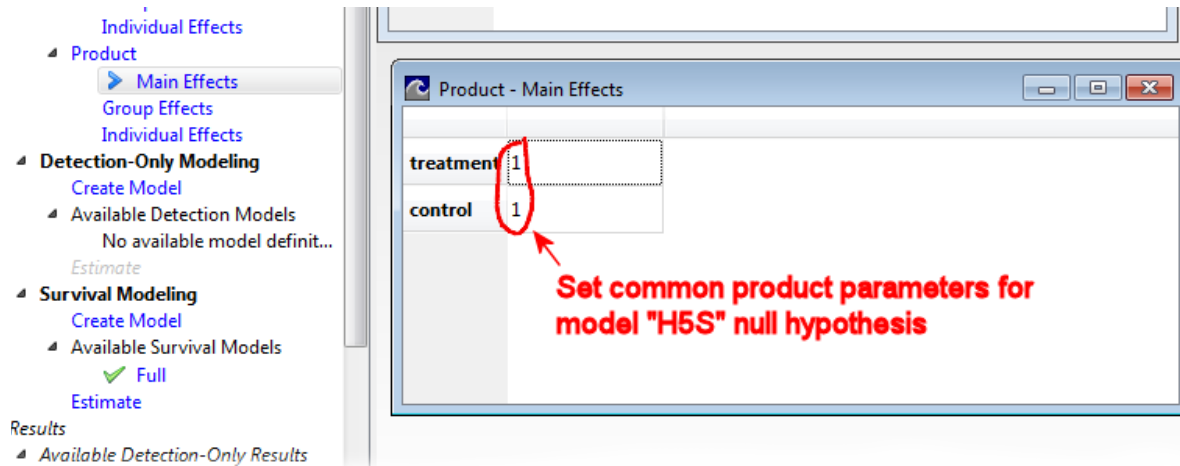 Individual Effects
Product
Main Effects
Group Effects
Individual Effects
Detection-Only Modeling
Create Model
Available Detection Models
No available model definit...
Estimate
Survival Modeling
Create Model
Available Survival Models
Full
Estimate
Results
Available Detection-Only Results
Product - Main Effects
treatment 1
control 1
Set common product parameters for
model "H5S" null hypothesis